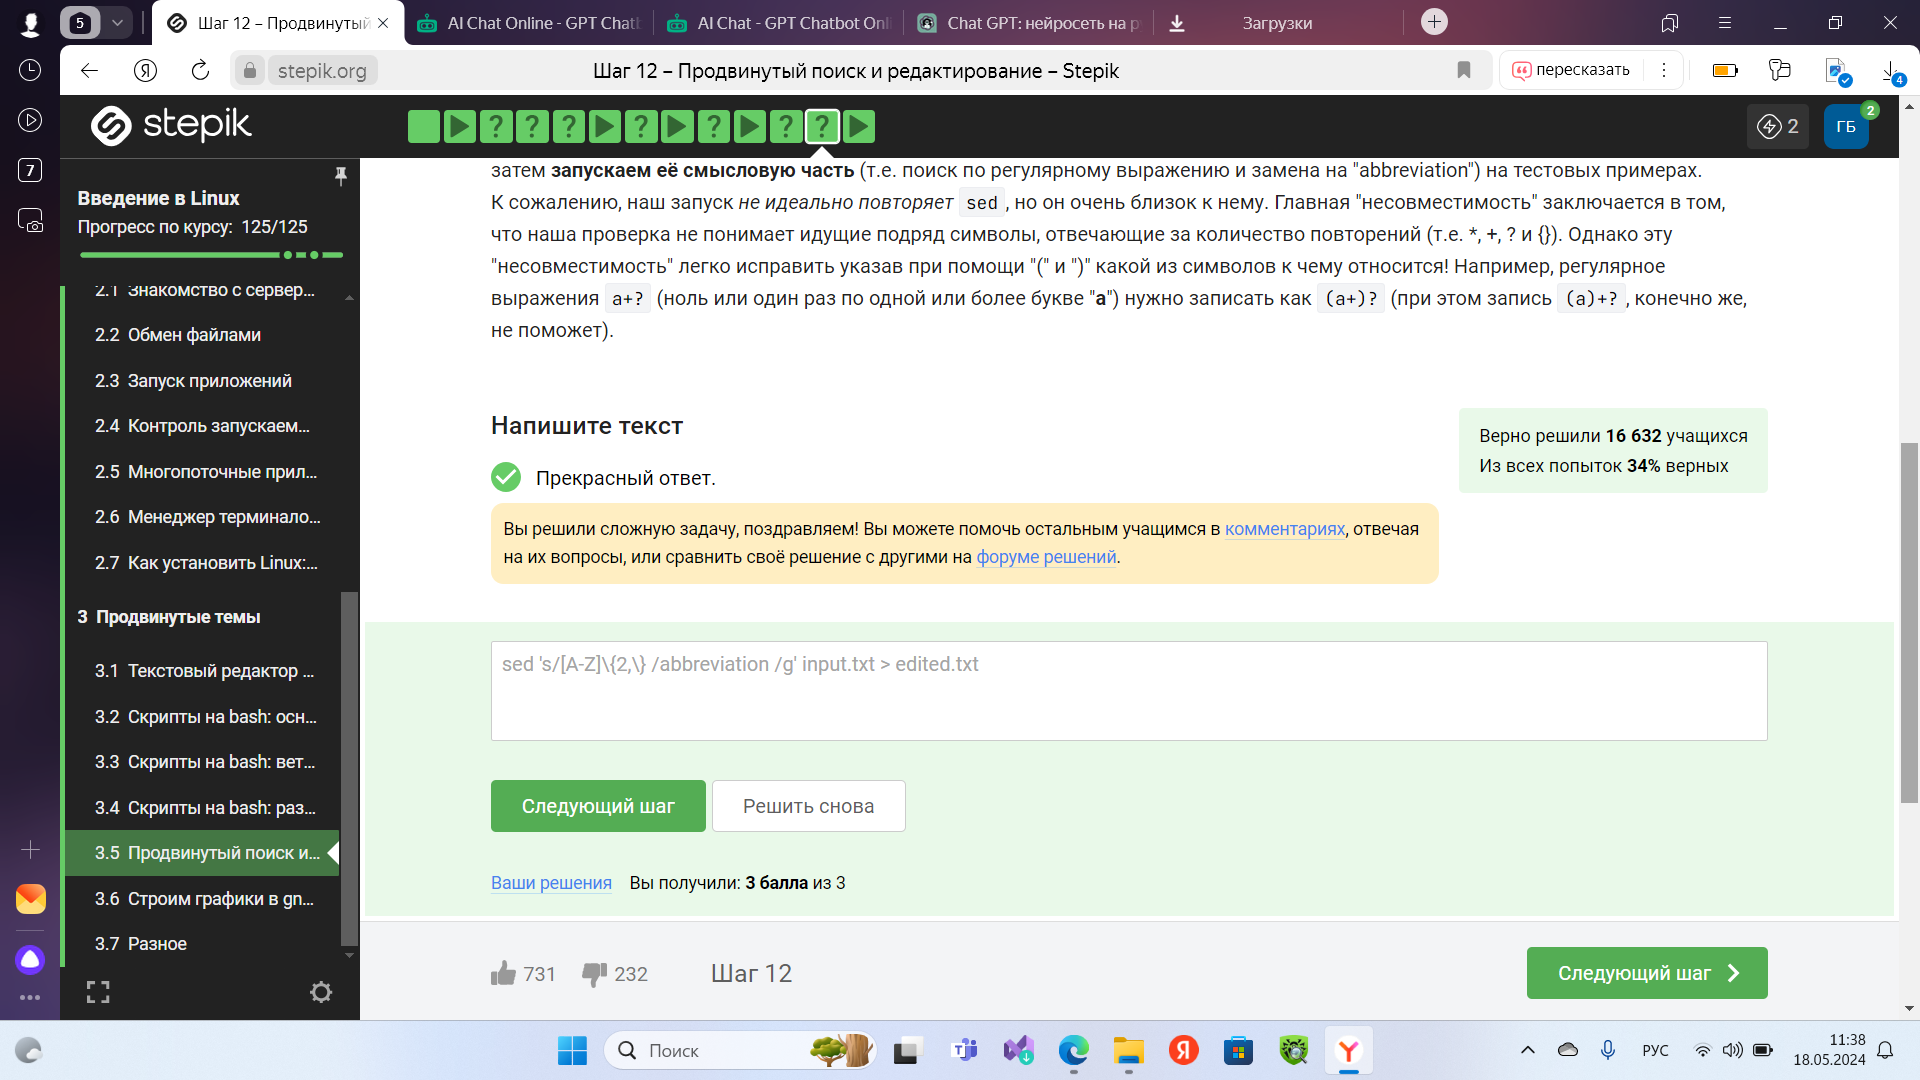 5
Шаг 12 – Продвинутый
AI Chat Online - GPT Chatb
AI Chat - GPT Chatbot Onl
Chat GPT: нейросеть на р
Загрузки
Я
stepik.org
Шаг 12 – Продвинутый поиск и редактирование – Stepik
пересказать
4
7
stepik
?
?
?
?
?
?
?
2
ГБ
2
Введение в Linux
Прогресс по курсу: 125/125
2.1 Знакомство с сервер...
2.2 Обмен файлами
2.3 Запуск приложений
2.4 Контроль запускаем...
2.5 Многопоточные прил...
2.6 Менеджер терминало...
2.7 Как установить Linux:...
3 Продвинутые темы
3.1 Текстовый редактор ...
3.2 Скрипты на bash: осн...
3.3 Скрипты на bash: вет...
3.4 Скрипты на bash: раз...
3.5 Продвинутый поиск и...
3.6 Строим графики в gn...
3.7 Разное
затем запускаем её смысловую часть (т.е. поиск по регулярному выражению и замена на "abbreviation") на тестовых примерах.
К сожалению, наш запуск не идеально повторяет sed, но он очень близок к нему. Главная "несовместимость" заключается в том,
что наша проверка не понимает идущие подряд символы, отвечающие за количество повторений (т.е. *, +, ? и {}). Однако эту
"несовместимость" легко исправить указав при помощи "(" и ")" какой из символов к чему относится! Например, регулярное
выражения a+? (ноль или один раз по одной или более букве "a") нужно записать как (a+)? (при этом запись (a)+?, конечно же,
не поможет).
Напишите текст
Прекрасный ответ.
Верно решили 16 632 учащихся
Из всех попыток 34% верных
Вы решили сложную задачу, поздравляем! Вы можете помочь остальным учащимся в комментариях, отвечая
на их вопросы, или сравнить своё решение с другими на форуме решений.
sed 's/[A-Z]\{2,\} /abbreviation /g' input.txt > edited.txt
Следующий шаг
Решить снова
Ваши решения Вы получили: 3 балла из 3
731
232
Шаг 12
Следующий шаг
Поиск
Я
РУС
11:38
18.05.2024